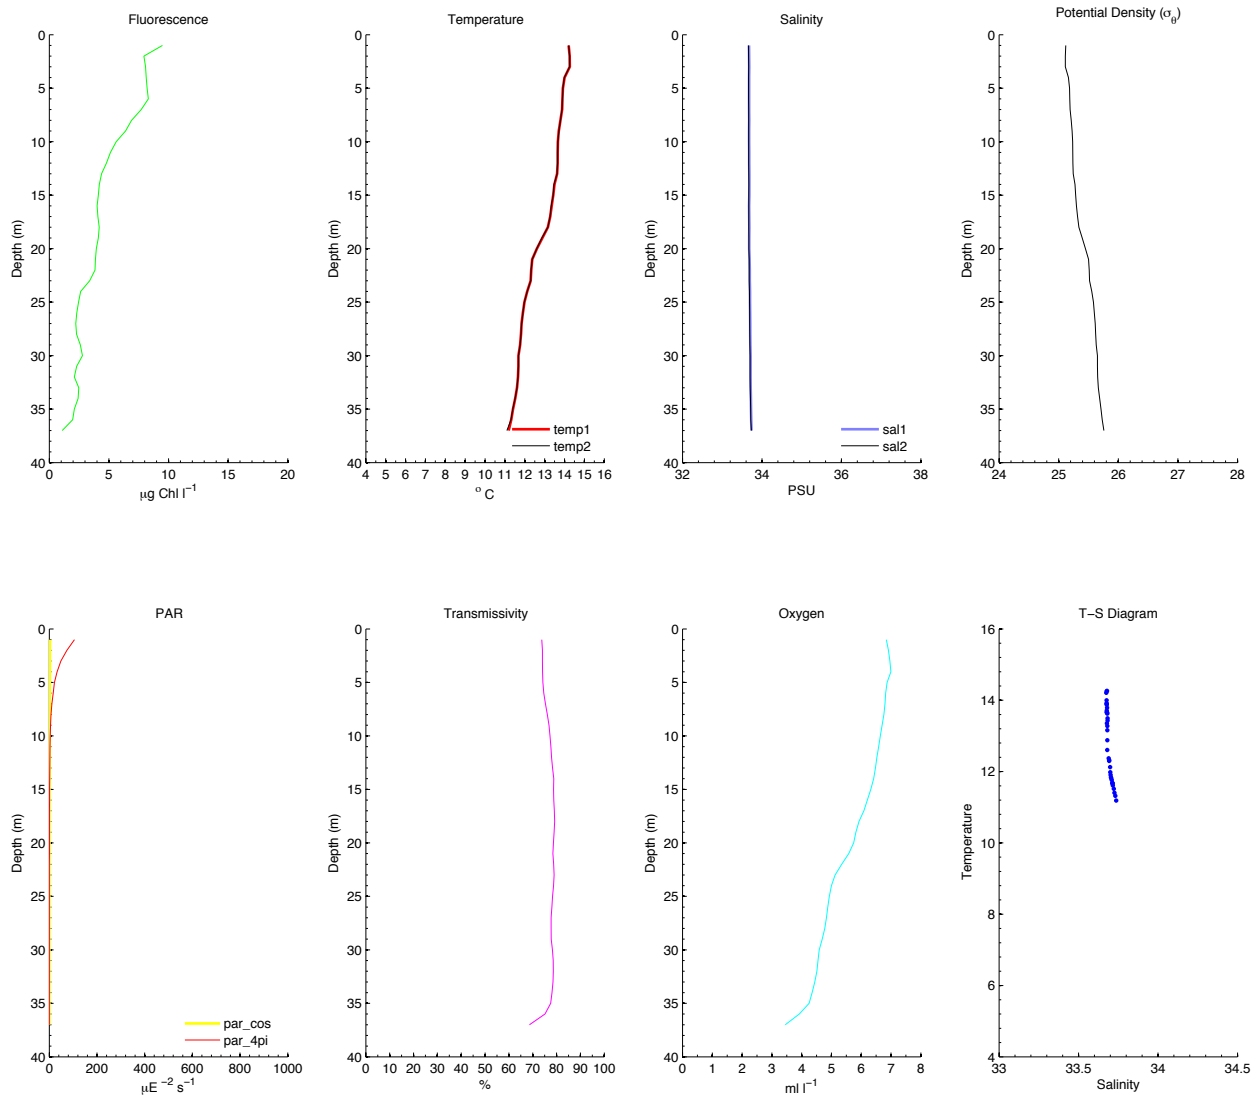 Fluorescence
0
5
10
15
20
25
30
35
40
Depth (m)
0 5 10 15 20
μg Chl l⁻¹
Temperature
0
5
10
15
20
25
30
35
40
Depth (m)
temp1
temp2
4 5 6 7 8 9 10 11 12 13 14 15 16
° C
Salinity
0
5
10
15
20
25
30
35
40
Depth (m)
sal1
sal2
32 34 36 38
PSU
Potential Density (σθ)
0
5
10
15
20
25
30
35
40
Depth (m)
24 25 26 27 28
PAR
0
5
10
15
20
25
30
35
40
Depth (m)
par_cos
par_4pi
0 200 400 600 800 1000
μE ⁻² s⁻¹
Transmissivity
0
5
10
15
20
25
30
35
40
Depth (m)
0 10 20 30 40 50 60 70 80 90 100
%
Oxygen
0
5
10
15
20
25
30
35
40
Depth (m)
0 1 2 3 4 5 6 7 8
ml l⁻¹
T−S Diagram
16
14
12
10
8
6
4
Temperature
33 33.5 34 34.5
Salinity